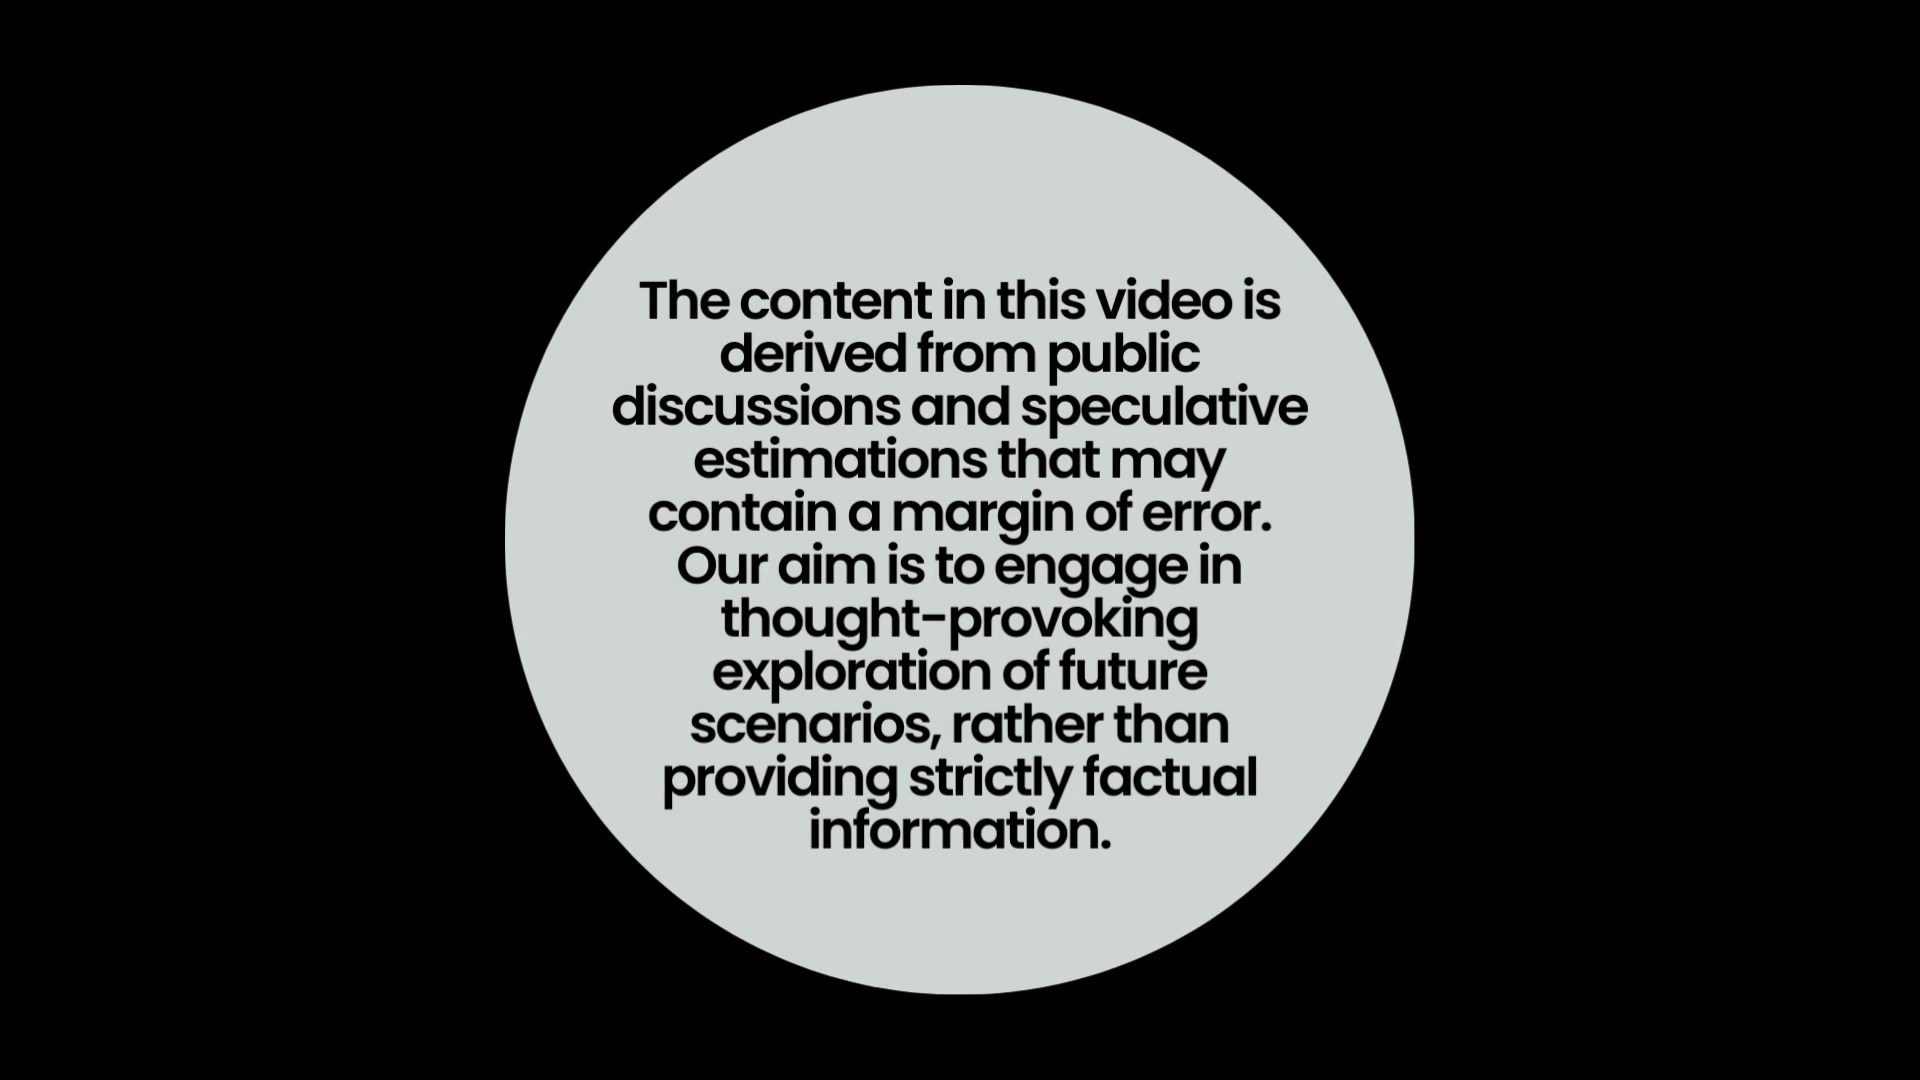 The content in this video is
derived from public
discussions and speculative
estimations that may
contain a margin of error.
Our aim is to engage in
thought-provoking
exploration of future
scenarios, rather than
providing strictly factual
information.